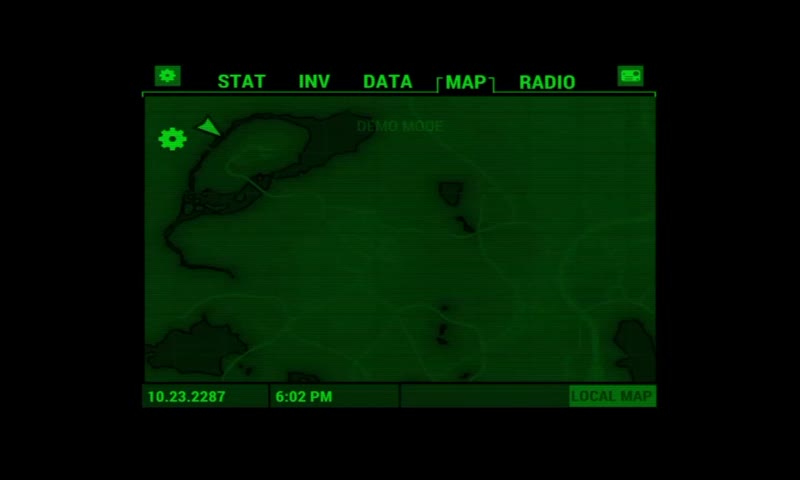 STAT INV DATA MAP RADIO
DEMO MODE
10.23.2287 6:02 PM LOCAL MAP